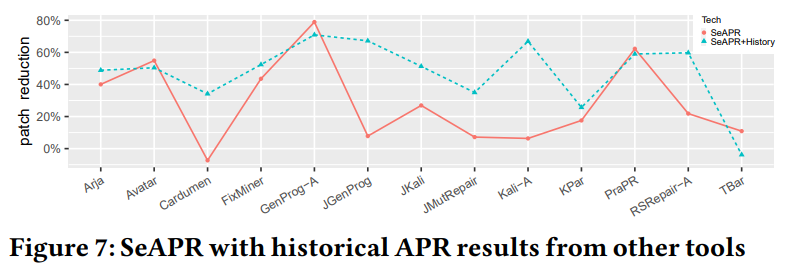 80%
60%
40%
20%
0%
patch reduction
Tech
SeAPR
SeAPR+History
Arja
Avatar
Cardumen
FixMiner
GenProg-A
JGenProg
JKali
JMutRepair
Kali-A
KPar
PraPR
RSRepair-A
TBar
Figure 7: SeAPR with historical APR results from other tools